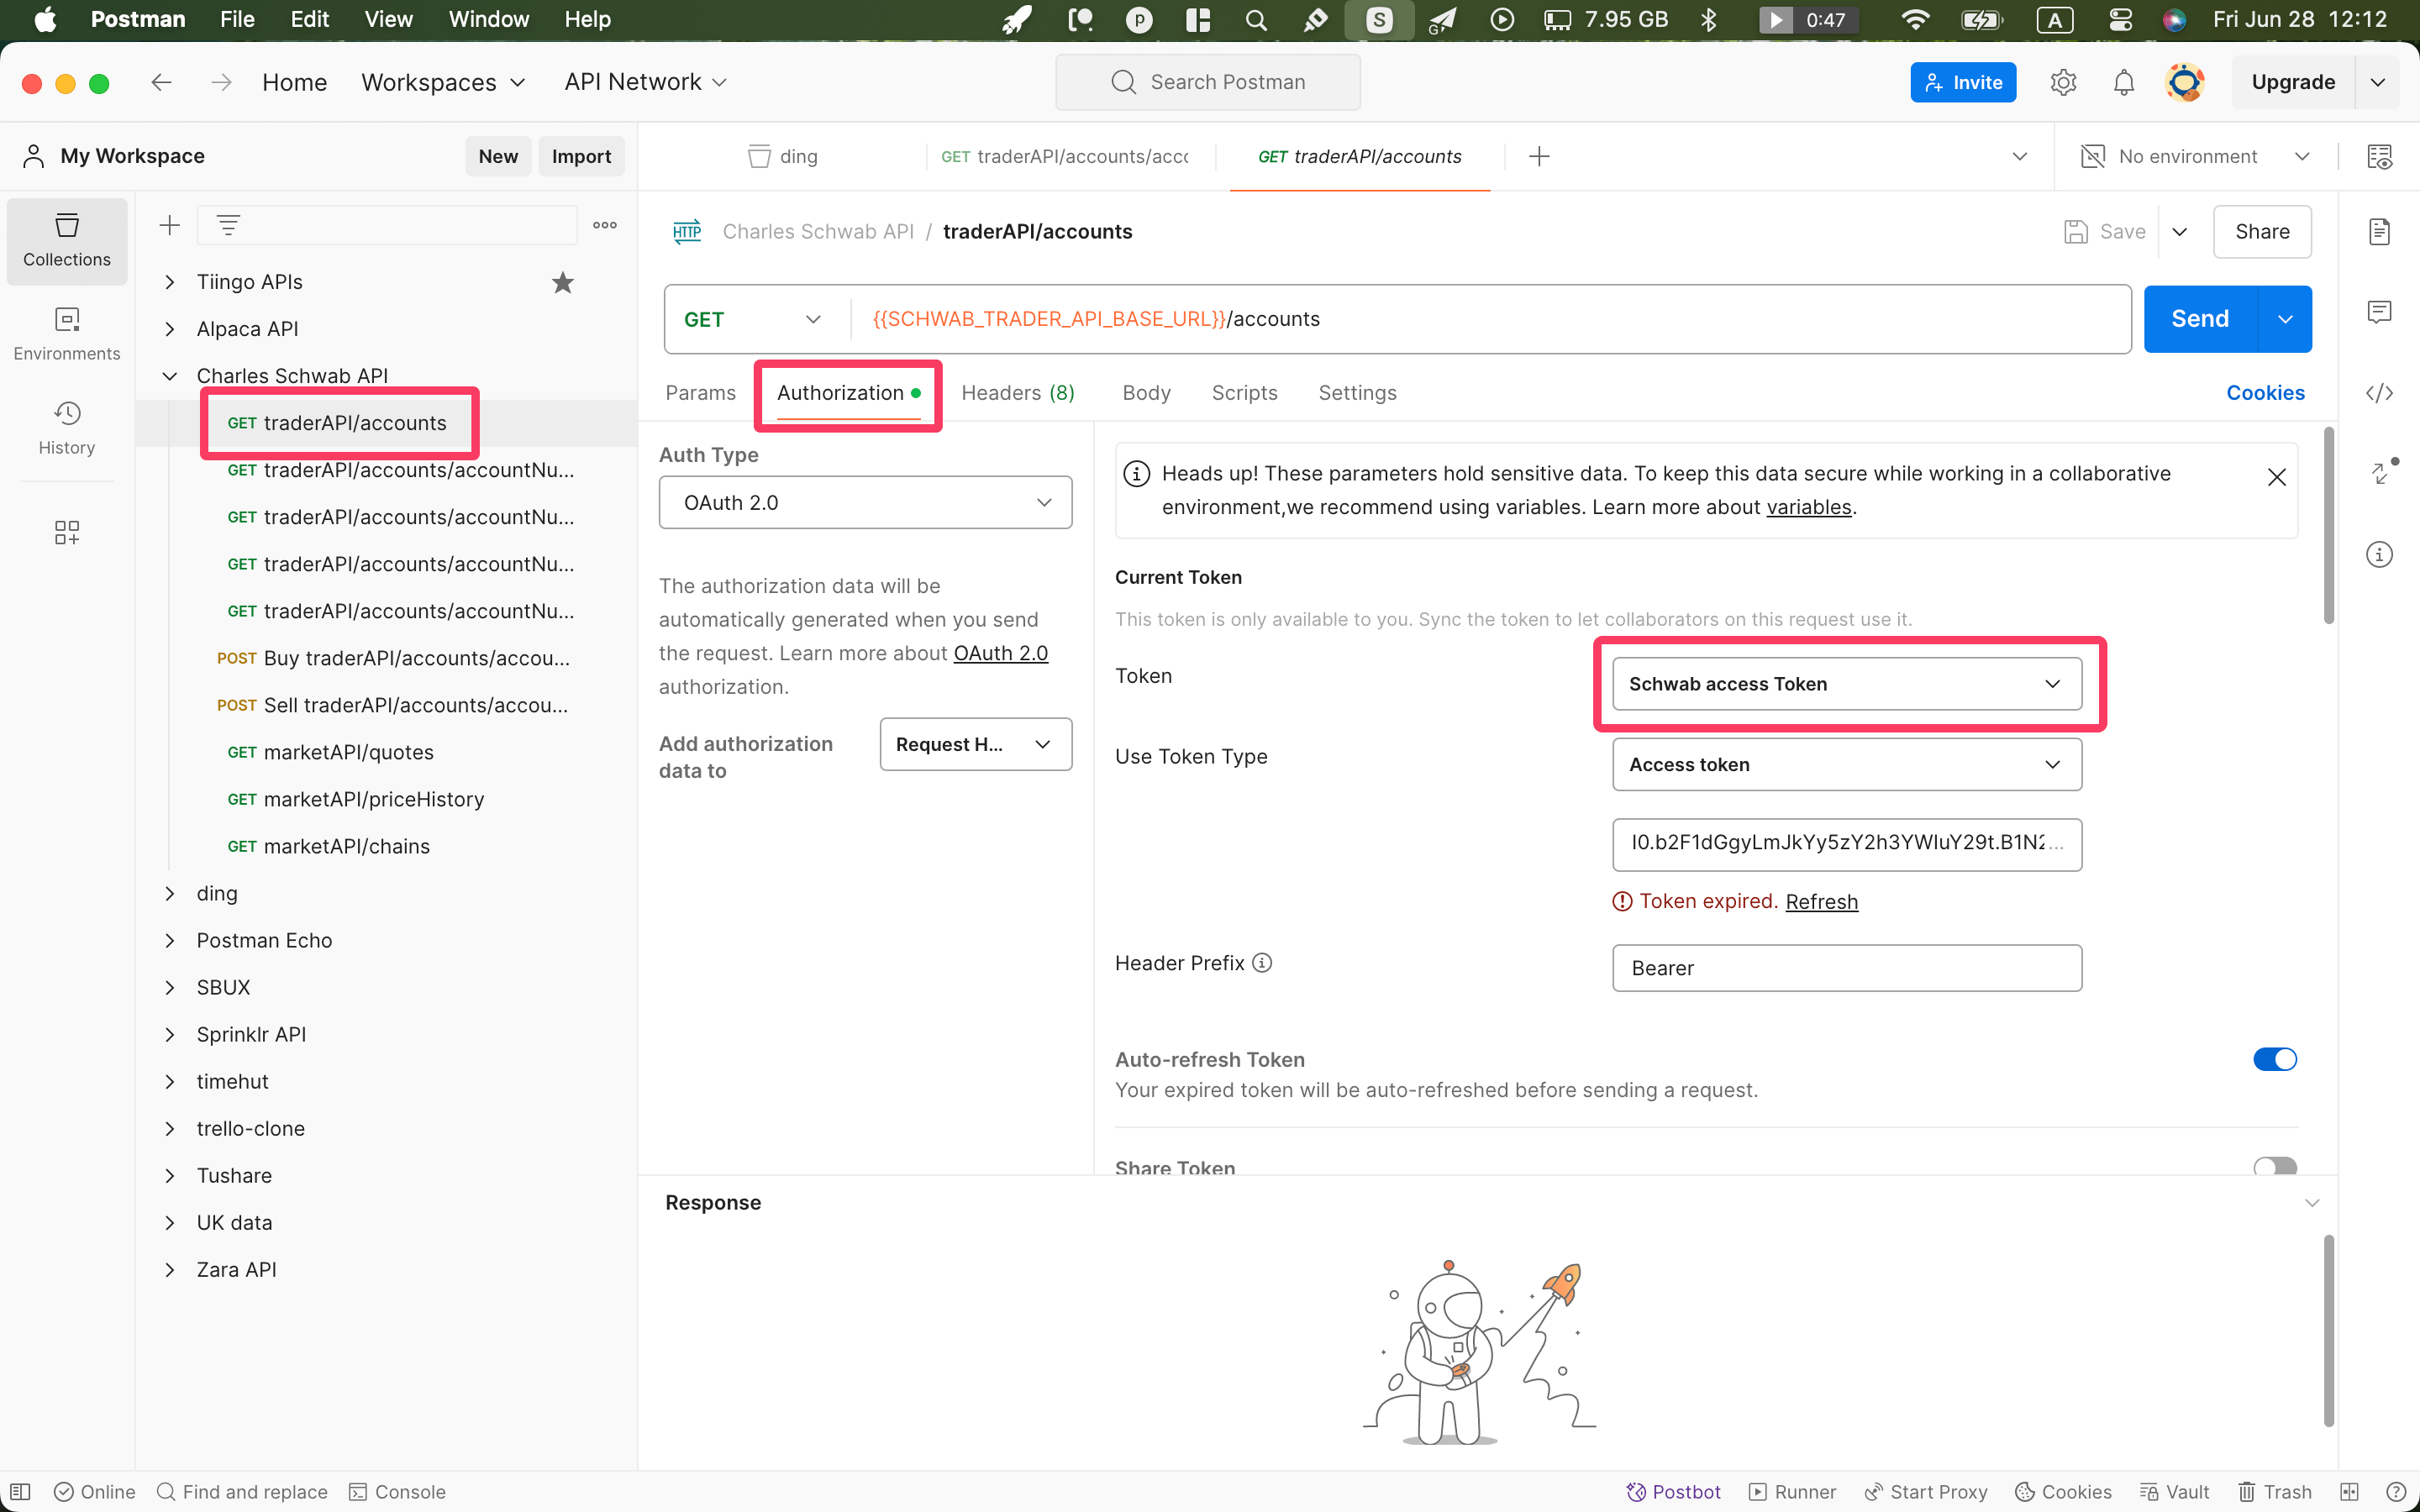 Postman File Edit View Window Help 7.95 GB 0:47 A Fri Jun 28 12:12
Home Workspaces API Network Search Postman Invite Upgrade
My Workspace New Import
ding GET traderAPI/accounts/acco GET traderAPI/accounts No environment
Collections
Environments
History
Tiingo APIs
Alpaca API
Charles Schwab API
GET traderAPI/accounts
GET traderAPI/accounts/accountNu...
GET traderAPI/accounts/accountNu...
GET traderAPI/accounts/accountNu...
GET traderAPI/accounts/accountNu...
POST Buy traderAPI/accounts/accou...
POST Sell traderAPI/accounts/accou...
GET marketAPI/quotes
GET marketAPI/priceHistory
GET marketAPI/chains
ding
Postman Echo
SBUX
Sprinklr API
timehut
trello-clone
Tushare
UK data
Zara API
HTTP Charles Schwab API / traderAPI/accounts Save Share
GET {{SCHWAB_TRADER_API_BASE_URL}}/accounts Send
Params Authorization Headers (8) Body Scripts Settings Cookies
Auth Type
OAuth 2.0
The authorization data will be
automatically generated when you send
the request. Learn more about OAuth 2.0
authorization.
Add authorization
data to
Request H...
Heads up! These parameters hold sensitive data. To keep this data secure while working in a collaborative
environment,we recommend using variables. Learn more about variables.
Current Token
This token is only available to you. Sync the token to let collaborators on this request use it.
Token Schwab access Token
Use Token Type Access token
I0.b2F1dGgyLmJkYy5zY2h3YWIuY29t.B1N2...
Token expired. Refresh
Header Prefix Bearer
Auto-refresh Token
Your expired token will be auto-refreshed before sending a request.
Share Token
Response
Online Find and replace Console Postbot Runner Start Proxy Cookies Vault Trash